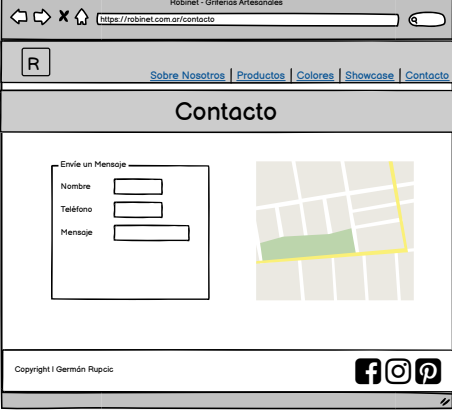 Robinet - Griferias Artesanales
https://robinet.com.ar/contacto
R
Sobre Nosotros | Productos | Colores | Showcase | Contacto
Contacto
Envíe un Mensaje
Nombre
Teléfono
Mensaje
Copyright | Germán Rupcic